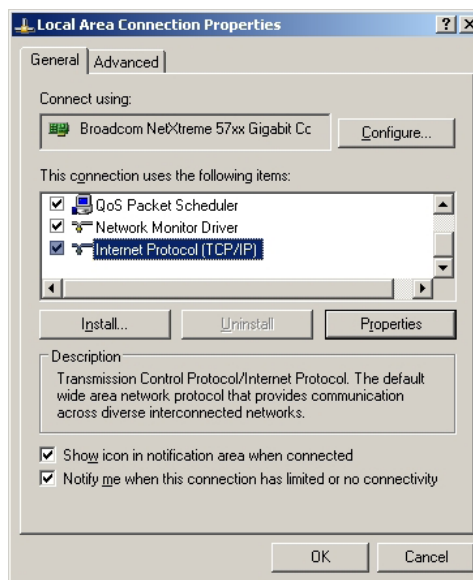 Local Area Connection Properties
General
Advanced
Connect using:
Broadcom NetXtreme 57xx Gigabit Cc
Configure...
This connection uses the following items:
QoS Packet Scheduler
Network Monitor Driver
Internet Protocol (TCP/IP)
Install...
Uninstall
Properties
Description
Transmission Control Protocol/Internet Protocol. The default
wide area network protocol that provides communication
across diverse interconnected networks.
Show icon in notification area when connected
Notify me when this connection has limited or no connectivity
OK
Cancel